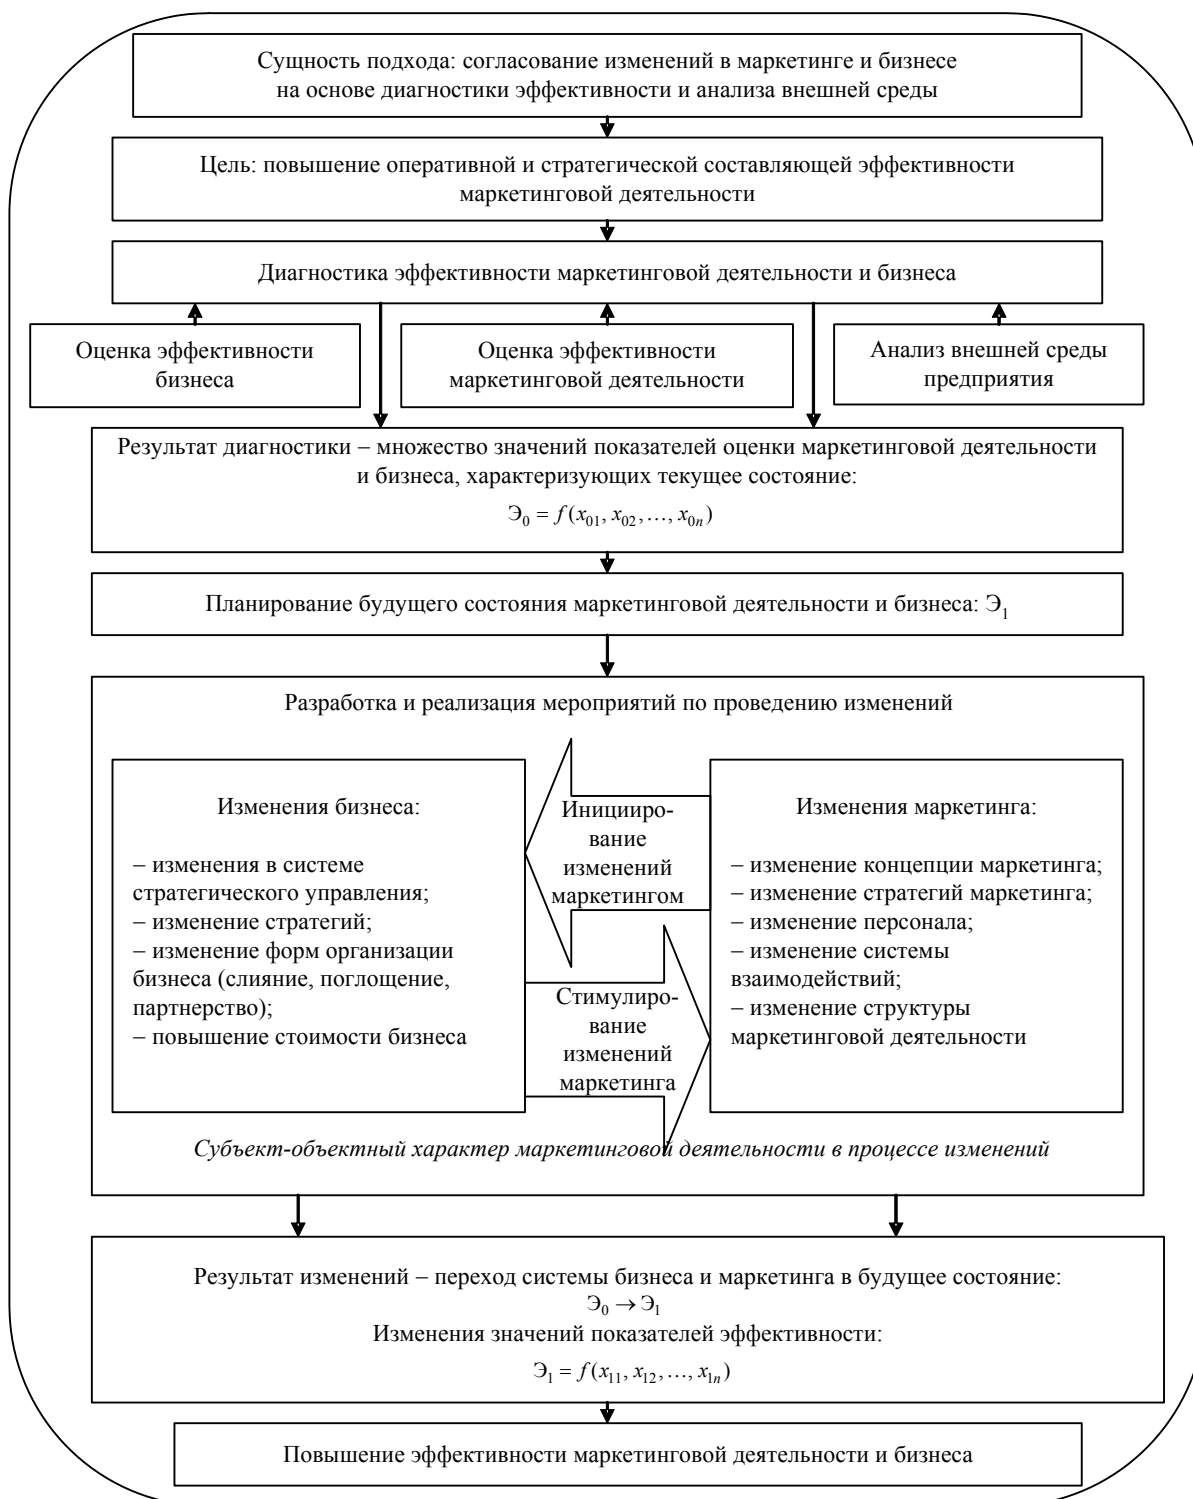 Сущность подхода: согласование изменений в маркетинге и бизнесе
на основе диагностики эффективности и анализа внешней среды
Цель: повышение оперативной и стратегической составляющей эффективности
маркетинговой деятельности
Диагностика эффективности маркетинговой деятельности и бизнеса
Оценка эффективности
бизнеса
Оценка эффективности
маркетинговой деятельности
Анализ внешней среды
предприятия
Результат диагностики – множество значений показателей оценки маркетинговой деятельности
и бизнеса, характеризующих текущее состояние:
Э₀ = f(x₀₁, x₀₂, …, x₀ₙ)
Планирование будущего состояния маркетинговой деятельности и бизнеса: Э₁
Разработка и реализация мероприятий по проведению изменений
Изменения бизнеса:
– изменения в системе
стратегического управления;
– изменение стратегий;
– изменение форм организации
бизнеса (слияние, поглощение,
партнерство);
– повышение стоимости бизнеса
Иницииро-
вание
изменений
маркетингом
Стимулиро-
вание
изменений
маркетинга
Изменения маркетинга:
– изменение концепции маркетинга;
– изменение стратегий маркетинга;
– изменение персонала;
– изменение системы
взаимодействий;
– изменение структуры
маркетинговой деятельности
Субъект-объектный характер маркетинговой деятельности в процессе изменений
Результат изменений – переход системы бизнеса и маркетинга в будущее состояние:
Э₀ → Э₁
Изменения значений показателей эффективности:
Э₁ = f(x₁₁, x₁₂, …, x₁ₙ)
Повышение эффективности маркетинговой деятельности и бизнеса